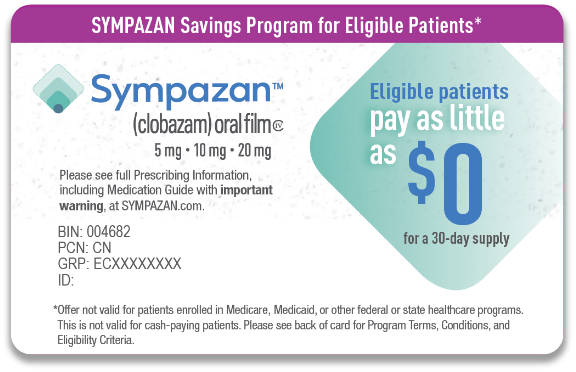 SYMPAZAN Savings Program for Eligible Patients*
Sympazan™
(clobazam) oral film CIV
5 mg • 10 mg • 20 mg
Please see full Prescribing Information,
including Medication Guide with important
warning, at SYMPAZAN.com.
BIN: 004682
PCN: CN
GRP: ECXXXXXXXX
ID:
Eligible patients
pay as little
as $0
for a 30-day supply
*Offer not valid for patients enrolled in Medicare, Medicaid, or other federal or state healthcare programs.
This is not valid for cash-paying patients. Please see back of card for Program Terms, Conditions, and
Eligibility Criteria.